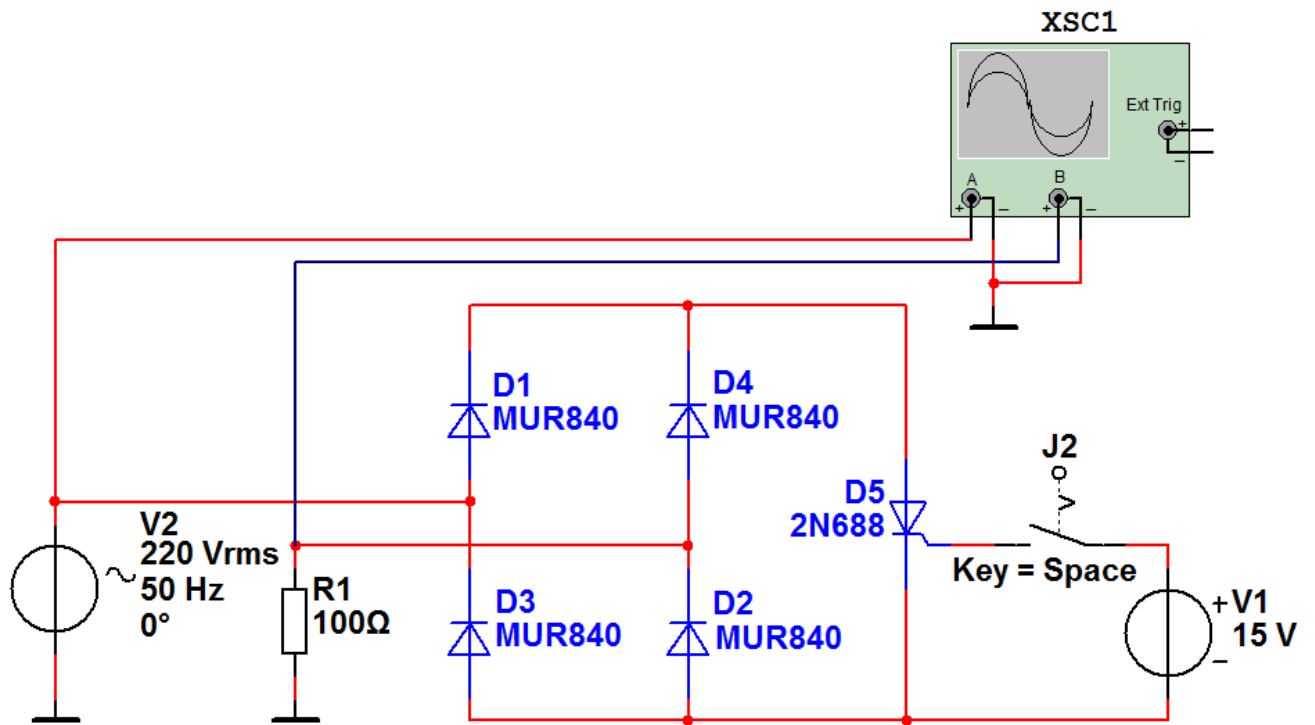 XSC1
Ext Trig
+
−
A
B
+
−
+
−
D1
MUR840
D4
MUR840
J2
V2
220 Vrms
50 Hz
0°
D5
2N688
Key = Space
R1
100Ω
D3
MUR840
D2
MUR840
+
V1
15 V
−